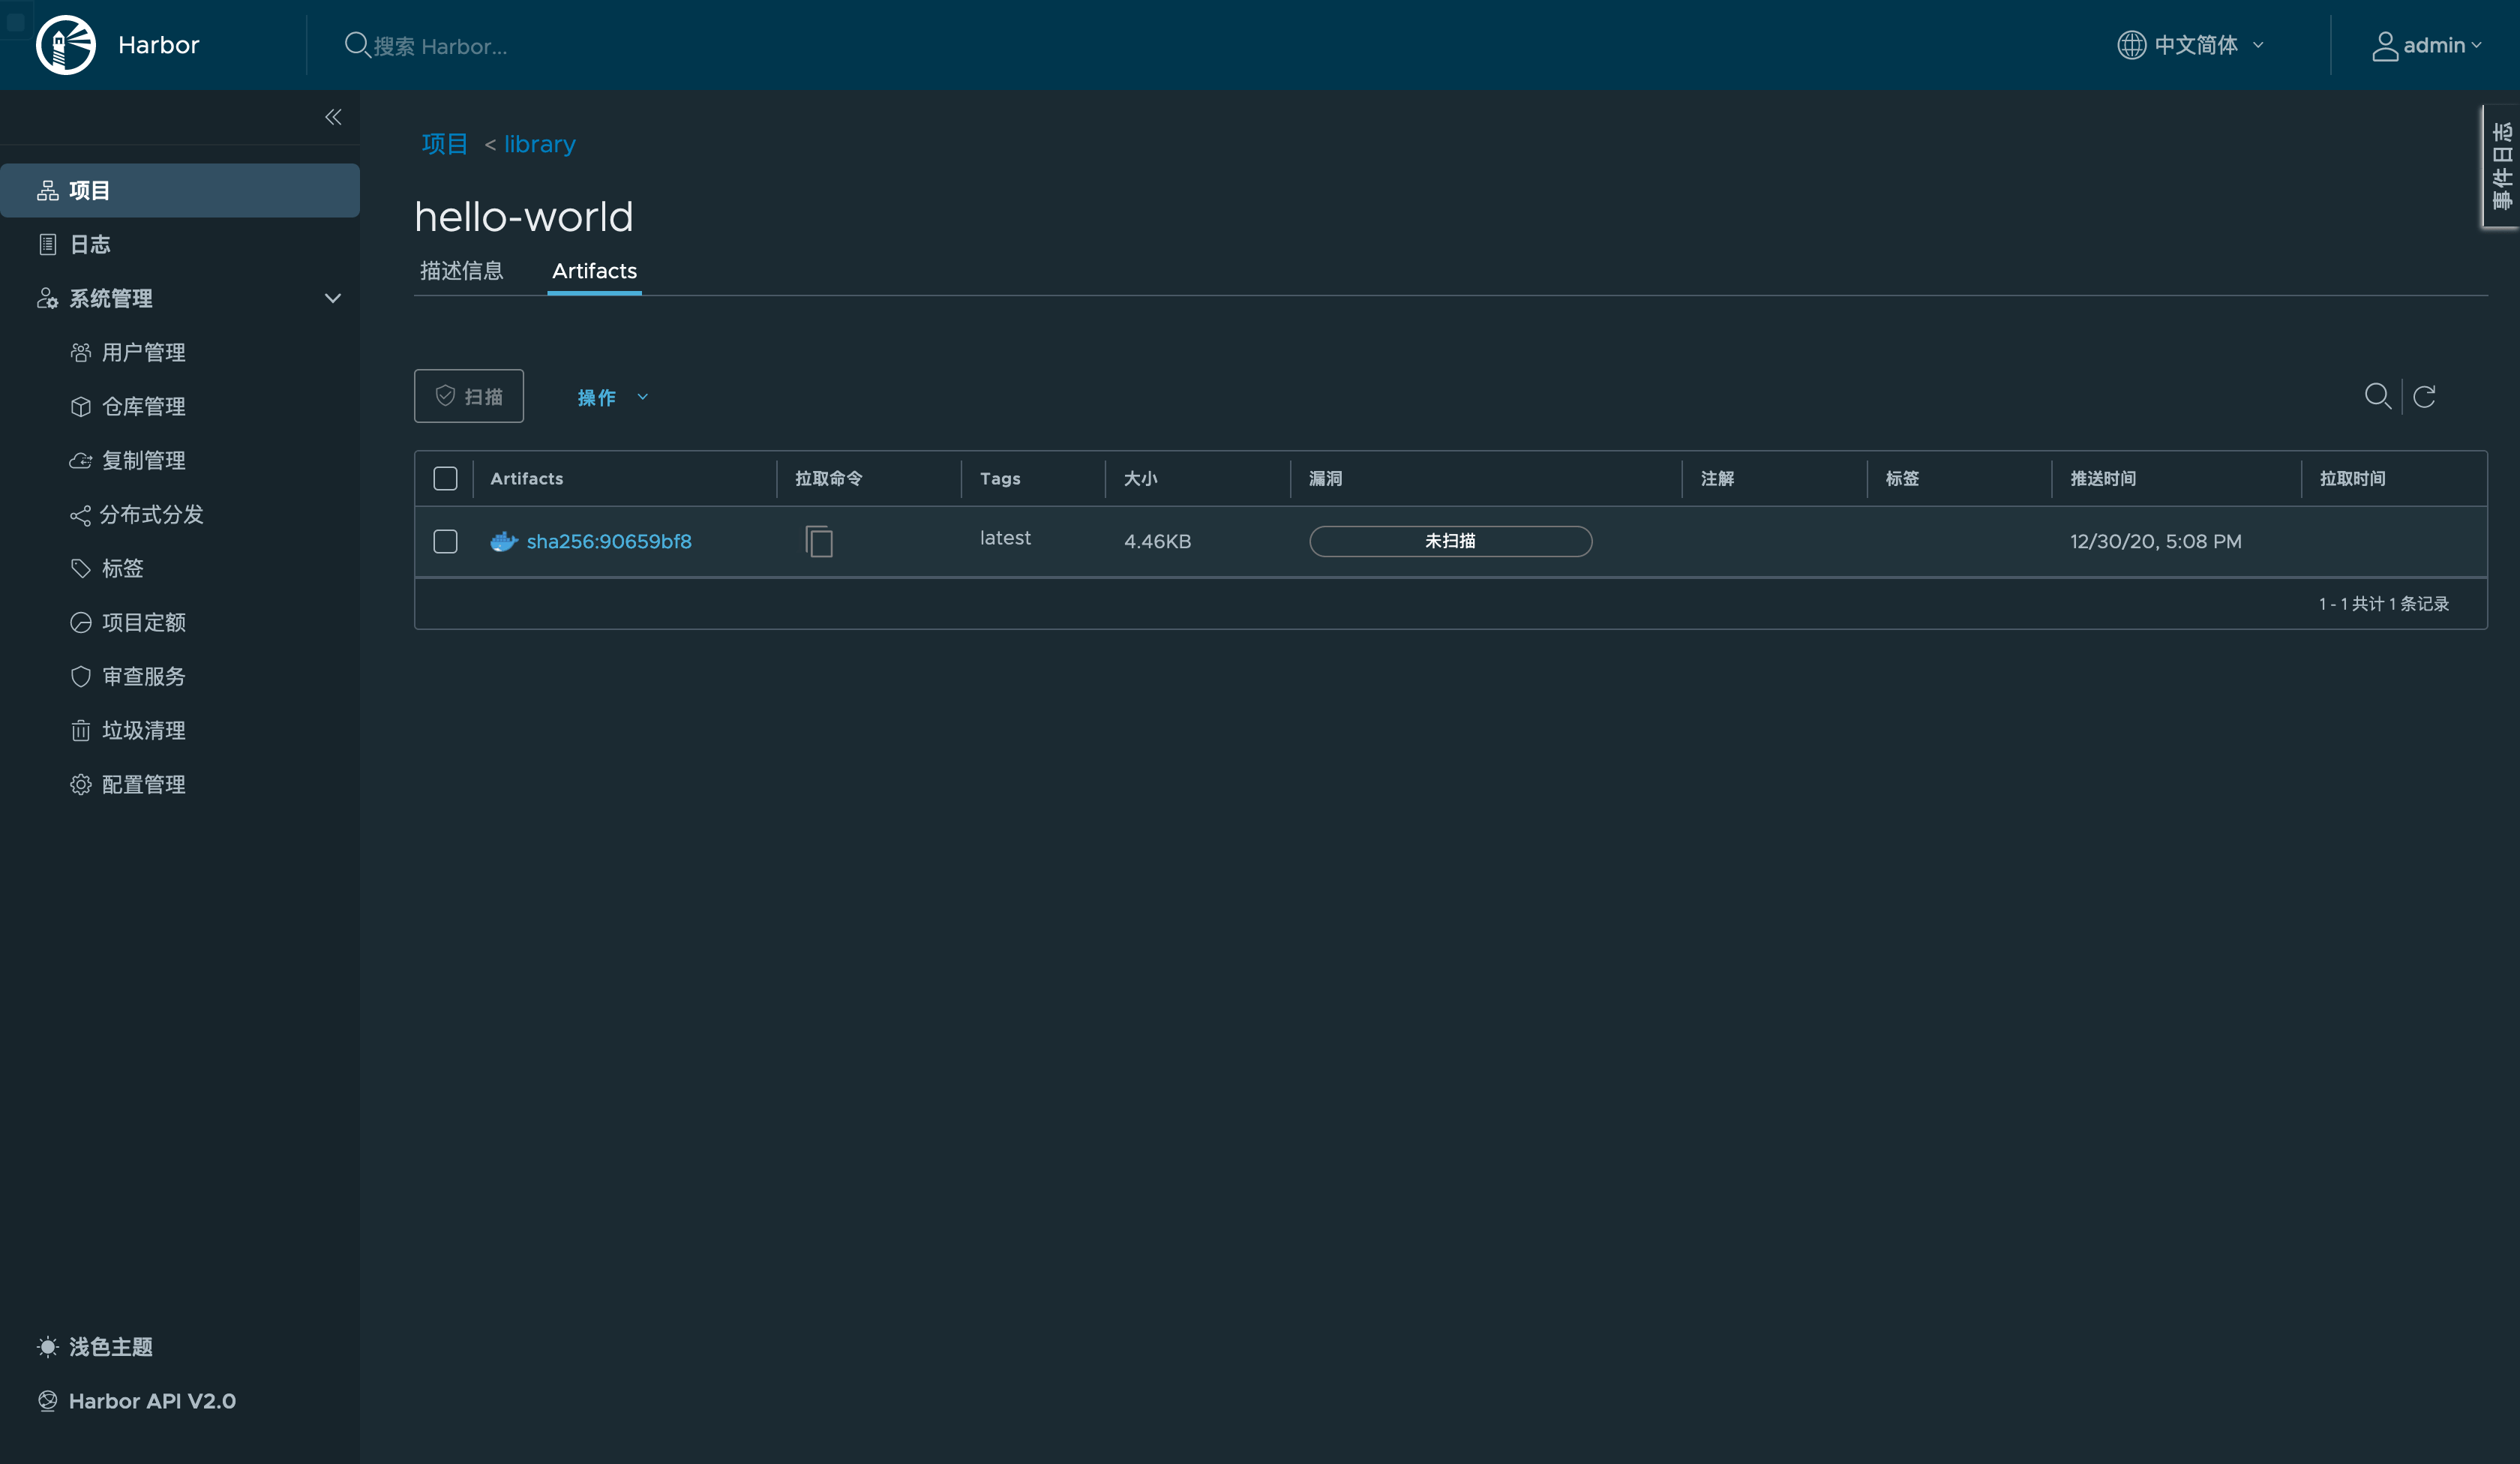 Harbor
搜索 Harbor...
中文简体
admin
事件日志
项目
日志
系统管理
用户管理
仓库管理
复制管理
分布式分发
标签
项目定额
审查服务
垃圾清理
配置管理
浅色主题
Harbor API V2.0
项目 < library
hello-world
描述信息 Artifacts
扫描 操作
Artifacts 拉取命令 Tags 大小 漏洞 注解 标签 推送时间 拉取时间
sha256:90659bf8 latest 4.46KB 未扫描 12/30/20, 5:08 PM
1 - 1 共计 1 条记录